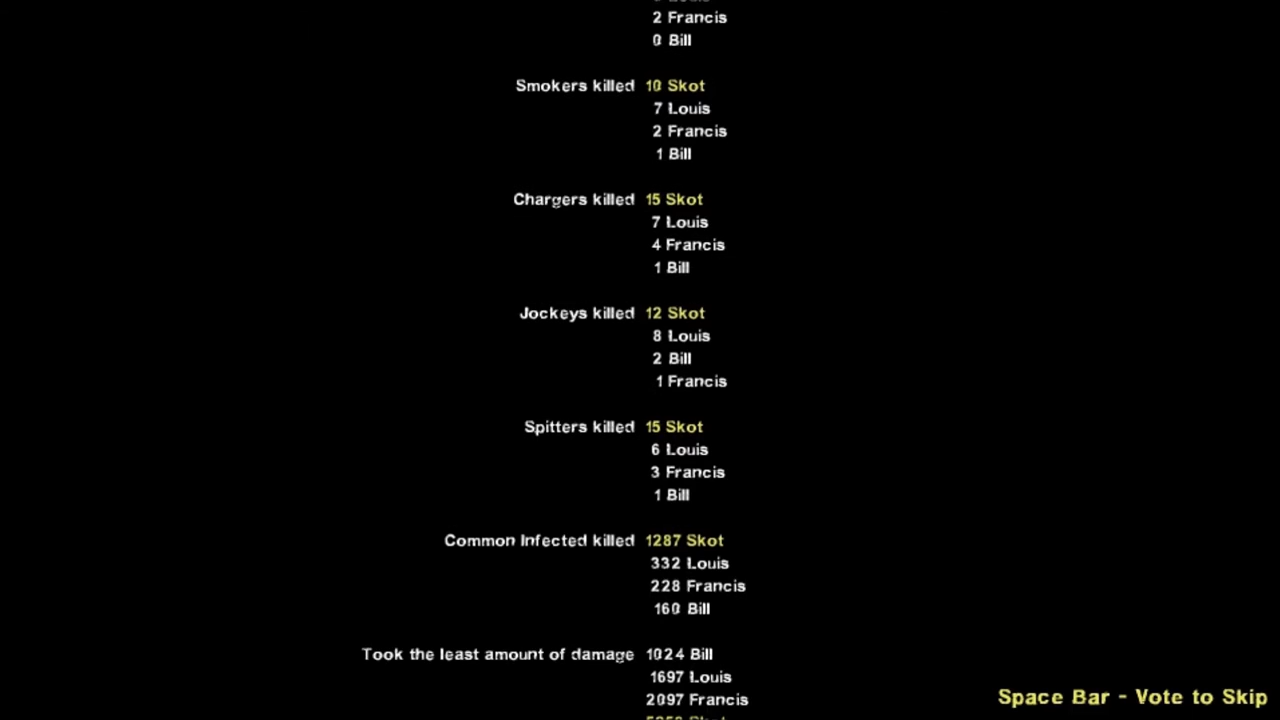 2 Francis
0 Bill
Smokers killed 10 Skot
7 Louis
2 Francis
1 Bill
Chargers killed 15 Skot
7 Louis
4 Francis
1 Bill
Jockeys killed 12 Skot
8 Louis
2 Bill
1 Francis
Spitters killed 15 Skot
6 Louis
3 Francis
1 Bill
Common Infected killed 1287 Skot
332 Louis
228 Francis
160 Bill
Took the least amount of damage 1024 Bill
1697 Louis
2097 Francis
Space Bar - Vote to Skip